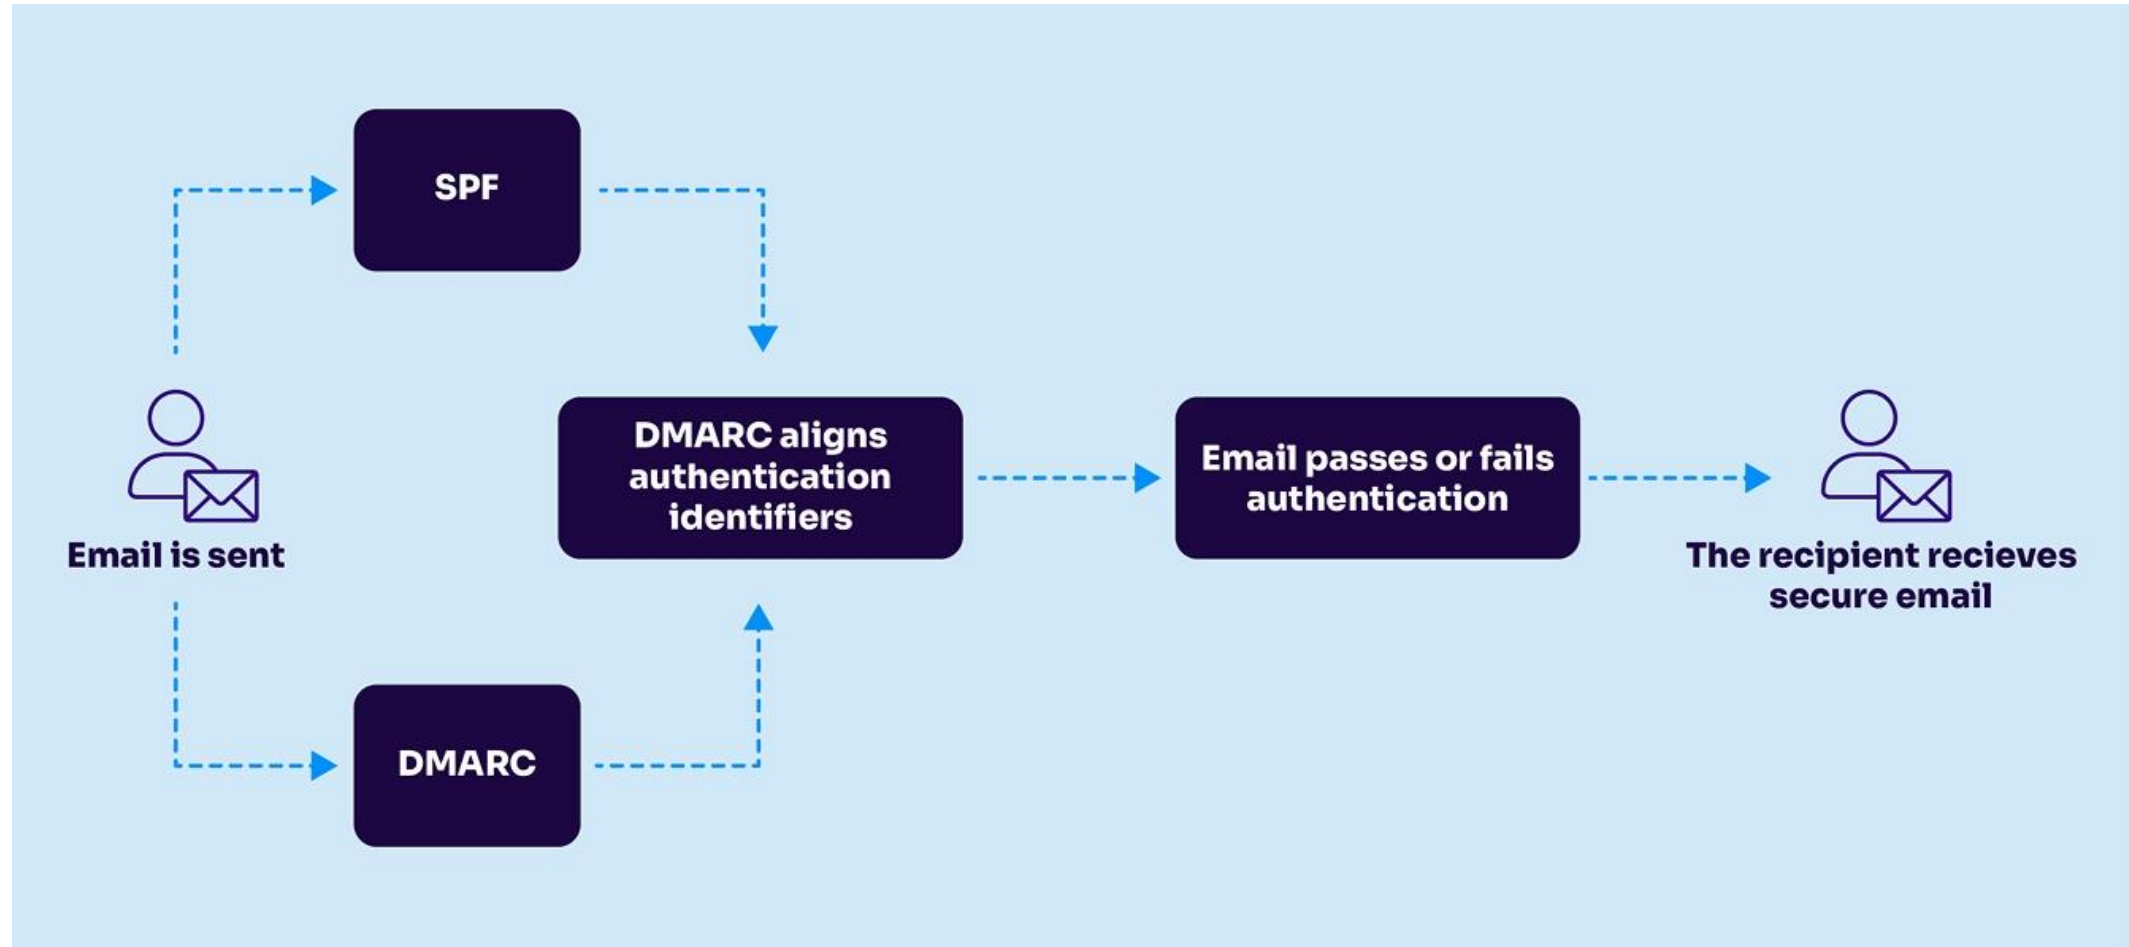 SPF
Email is sent
DMARC
DMARC aligns
authentication
identifiers
Email passes or fails
authentication
The recipient recieves
secure email